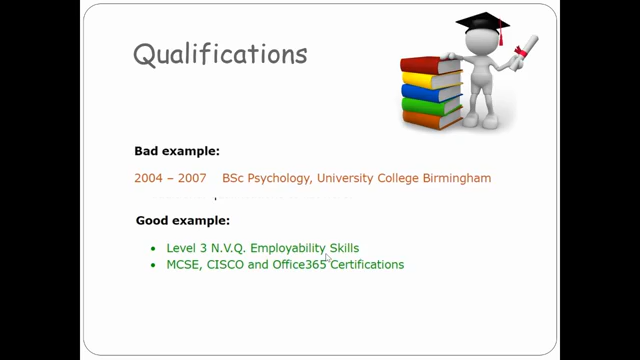 Qualifications
Bad example:
2004 – 2007 BSc Psychology, University College Birmingham
Good example:
• Level 3 N.V.Q. Employability Skills
• MCSE, CISCO and Office365 Certifications